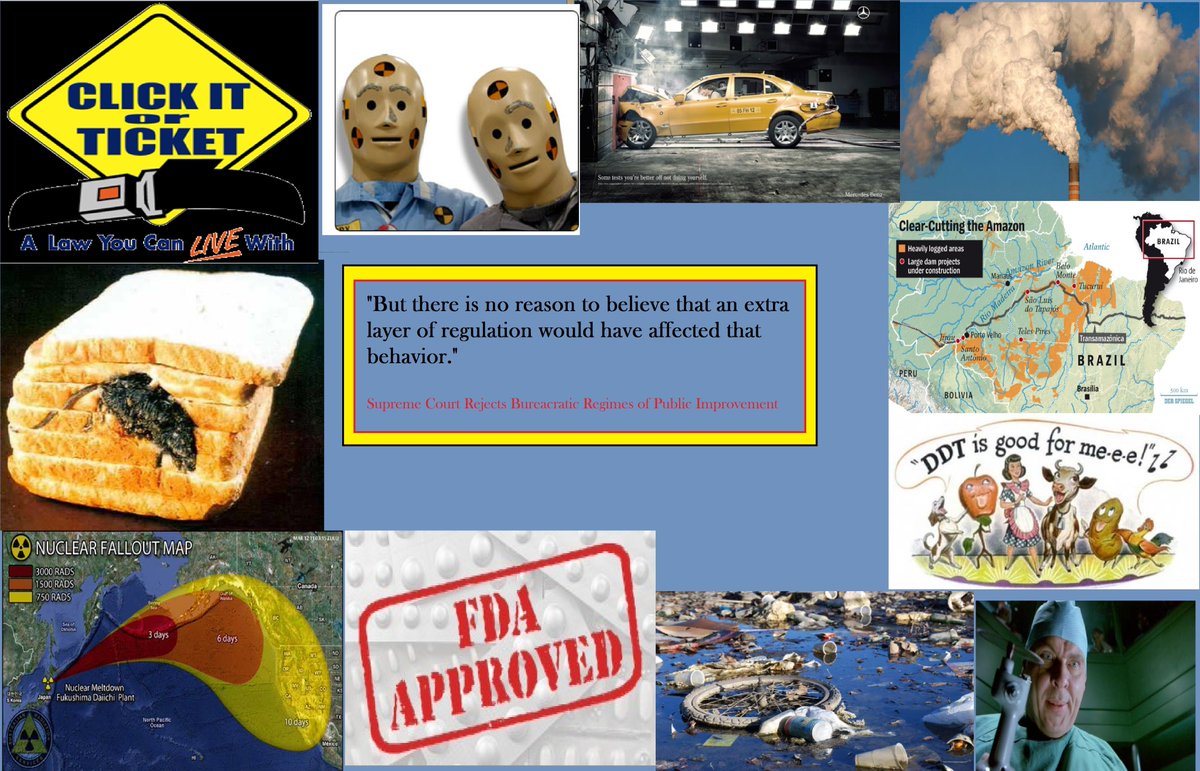 CLICK IT
or
TICKET
A Law You Can LIVE With
Some tests you're better off not doing yourself.
Mercedes-Benz
Clear-Cutting the Amazon
Heavily logged areas
Large dam projects
under construction
Atlantic
BRAZIL
Rio de
Janeiro
Amazon River
Manaus
Belo
Monte
Tucuruí
Rio Madeira
São Luis
do Tapajós
Jirau
Porto Velho
Santo
Antônio
Teles Pires
Transamazônica
BRAZIL
PERU
BOLIVIA
Brasilia
500 km
DER SPIEGEL
"But there is no reason to believe that an extra
layer of regulation would have affected that
behavior."
Supreme Court Rejects Bureacratic Regimes of Public Improvement
"DDT is good for me-e-e!"
NUCLEAR FALLOUT MAP
3000 RADS
1500 RADS
750 RADS
Canada
3 days
6 days
10 days
Japan
Nuclear Meltdown
Fukushima Daiichi Plant
North Pacific
Ocean
Mexico
FDA
APPROVED